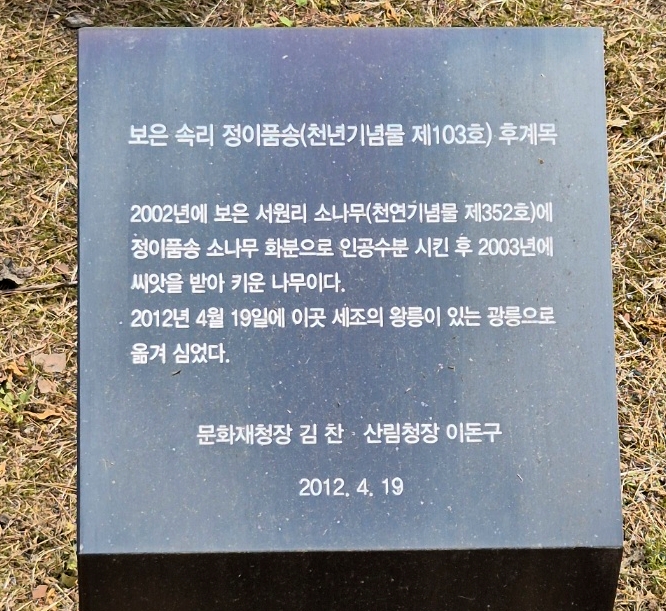 보은 속리 정이품송(천년기념물 제103호) 후계목
2002년에 보은 서원리 소나무(천연기념물 제352호)에
정이품송 소나무 화분으로 인공수분 시킨 후 2003년에
씨앗을 받아 키운 나무이다.
2012년 4월 19일에 이곳 세조의 왕릉이 있는 광릉으로
옮겨 심었다.
문화재청장 김 찬 · 산림청장 이돈구
2012. 4. 19